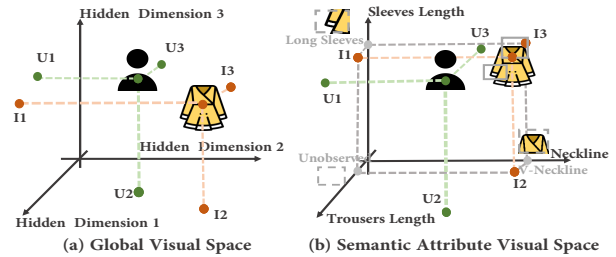 Hidden Dimension 3
U1
U3
I3
I1
Hidden Dimension 2
U2
I2
Hidden Dimension 1
(a) Global Visual Space
Sleeves Length
Long Sleeves
I1
U3
I3
U1
Unobserved
Neckline
V-Neckline
I2
U2
Trousers Length
(b) Semantic Attribute Visual Space